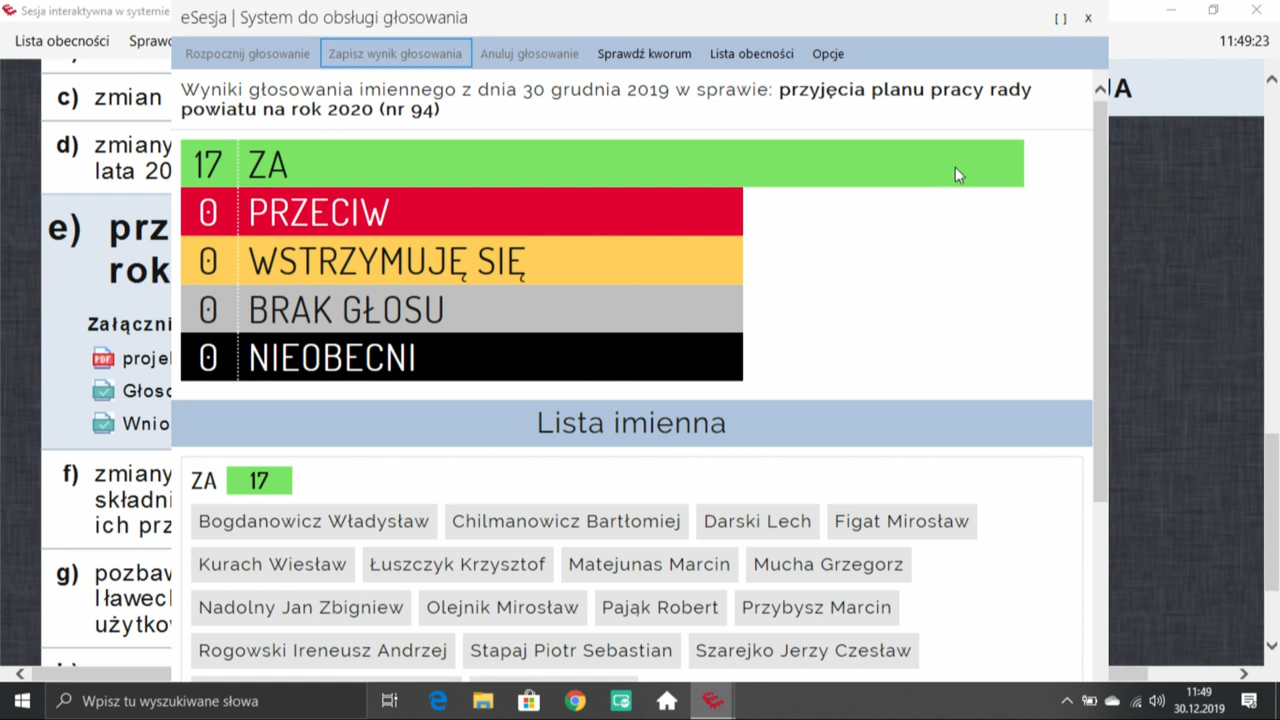 Sesja interaktywna w systemie
eSesja | System do obsługi głosowania
[ ] x
Lista obecności
Rozpocznij głosowanie Zapisz wynik głosowania Anuluj głosowanie Sprawdź kworum Lista obecności Opcje
11:49:23
Wyniki głosowania imiennego z dnia 30 grudnia 2019 w sprawie: przyjęcia planu pracy rady
powiatu na rok 2020 (nr 94)
17 ZA
0 PRZECIW
0 WSTRZYMUJĘ SIĘ
0 BRAK GŁOSU
0 NIEOBECNI
Lista imienna
ZA 17
Bogdanowicz Władysław Chilmanowicz Bartłomiej Darski Lech Figat Mirosław
Kurach Wiesław Łuszczyk Krzysztof Matejunas Marcin Mucha Grzegorz
Nadolny Jan Zbigniew Olejnik Mirosław Pająk Robert Przybysz Marcin
Rogowski Ireneusz Andrzej Stapaj Piotr Sebastian Szarejko Jerzy Czesław
c) zmian
d) zmiany
lata 20
e) prz
rok
Załączni
PDF projel
Głosc
Wnio
f) zmiany
składni
ich prz
g) pozbaw
Iławecl
użytko
Wpisz tu wyszukiwane słowa
11:49
30.12.2019